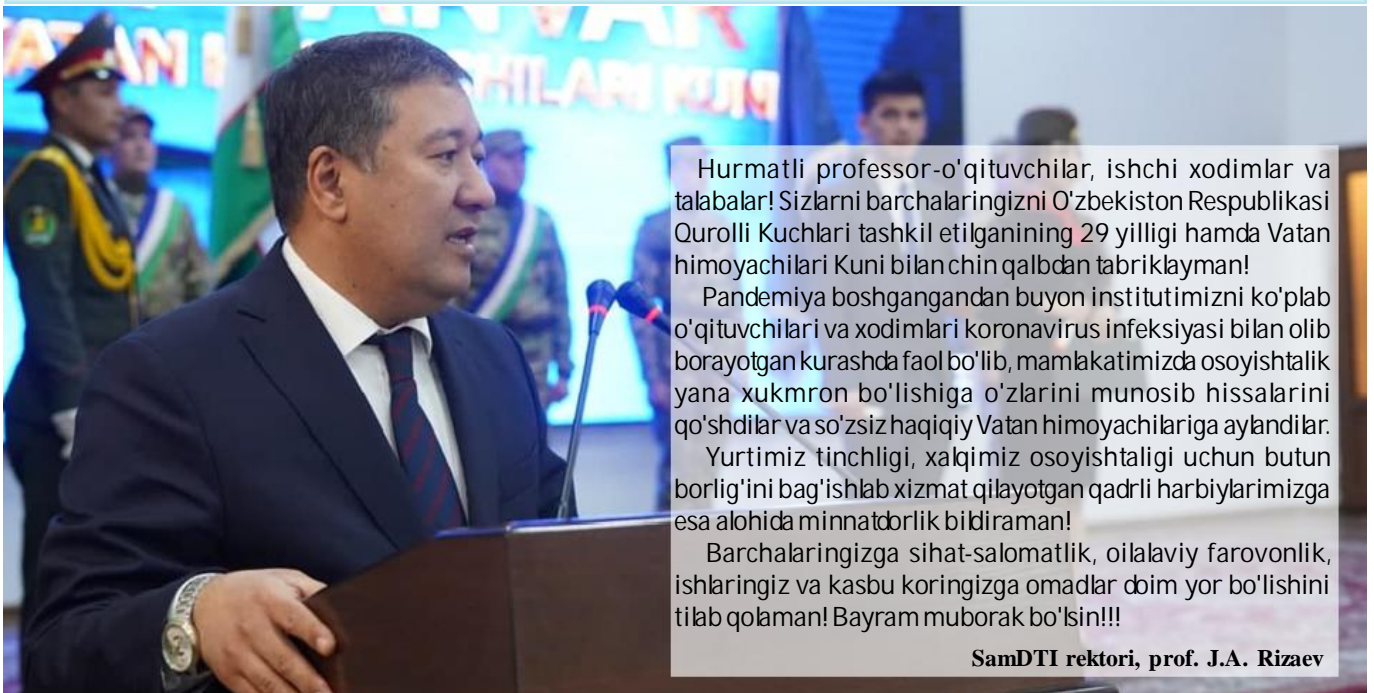 ANVAR
VATAN HIMOYACHILARI KUNI
Hurmatli professor-o'qituvchilar, ishchi xodimlar va
talabalar! Sizlarni barchalaringizni O'zbekiston Respublikasi
Qurolli Kuchlari tashkil etilganining 29 yilligi hamda Vatan
himoyachilari Kuni bilan chin qalbdan tabriklayman!
Pandemiya boshgangandan buyon institutimizni ko'plab
o'qituvchilari va xodimlari koronavirus infeksiyasi bilan olib
borayotgan kurashda faol bo'lib, mamlakatimizda osoyishtalik
yana xukmron bo'lishiga o'zlarini munosib hissalarini
qo'shdilar va so'zsiz haqiqiy Vatan himoyachilariga aylandilar.
Yurtimiz tinchligi, xalqimiz osoyishtaligi uchun butun
borlig'ini bag'ishlab xizmat qilayotgan qadrli harbiylarimizga
esa alohida minnatdorlik bildiraman!
Barchalaringizga sihat-salomatlik, oilalaviy farovonlik,
ishlaringiz va kasbu koringizga omadlar doim yor bo'lishini
tilab qolaman! Bayram muborak bo'lsin!!!
SamDTI rektori, prof. J.A. Rizaev